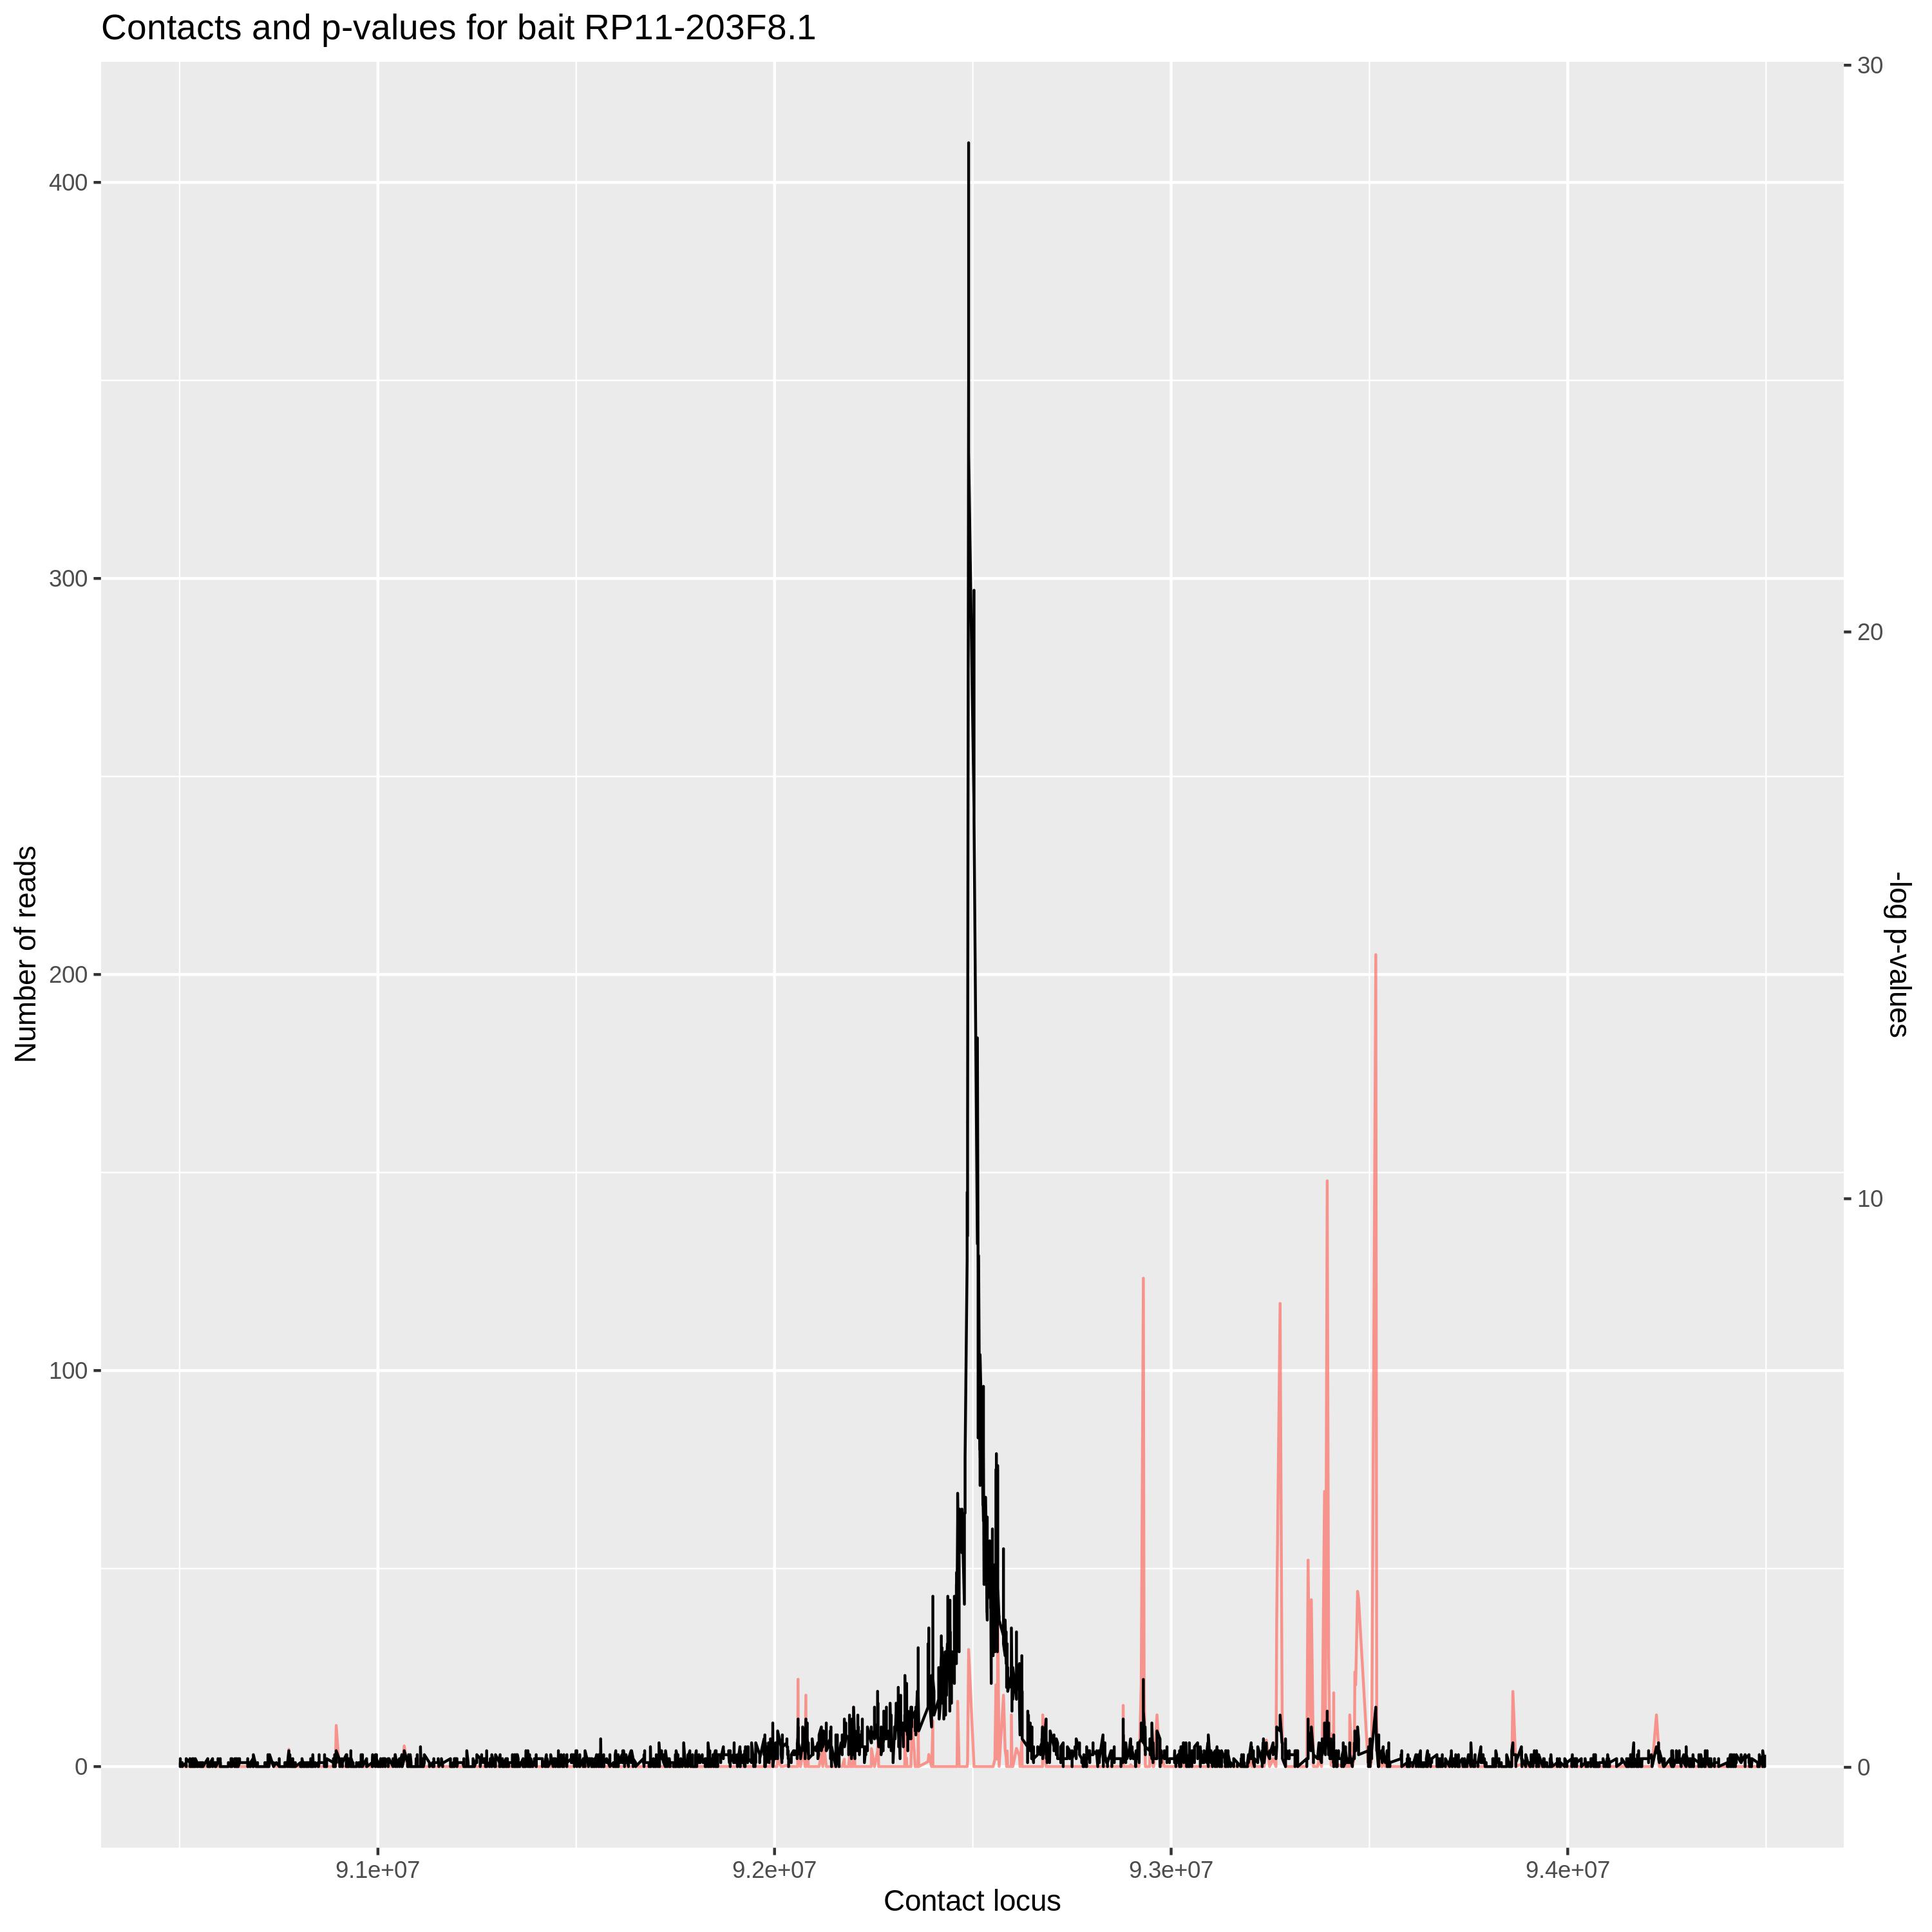 Contacts and p-values for bait RP11-203F8.1
400
300
200
100
0
Number of reads
30
20
10
0
-log p-values
9.1e+07
9.2e+07
9.3e+07
9.4e+07
Contact locus